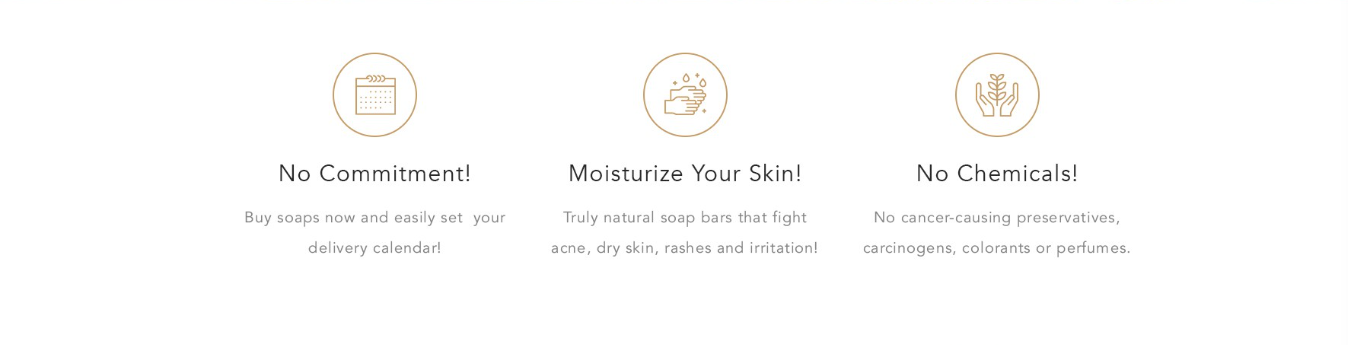 No Commitment!
Buy soaps now and easily set  your
delivery calendar!
Moisturize Your Skin!
Truly natural soap bars that fight
acne, dry skin, rashes and irritation!
No Chemicals!
No cancer-causing preservatives,
carcinogens, colorants or perfumes.